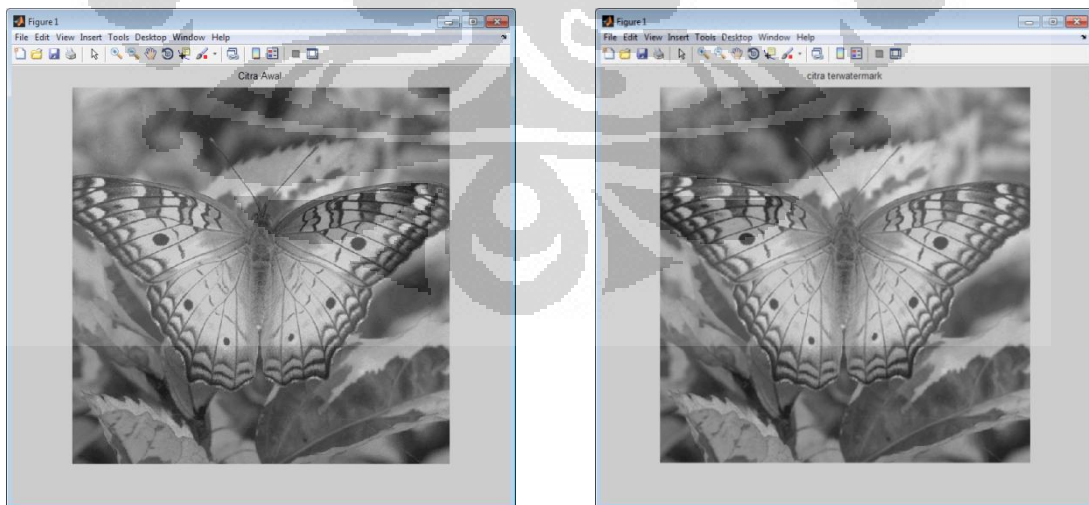 Figure 1
File Edit View Insert Tools Desktop Window Help
Citra Awal
Figure 1
File Edit View Insert Tools Desktop Window Help
citra terwatermark